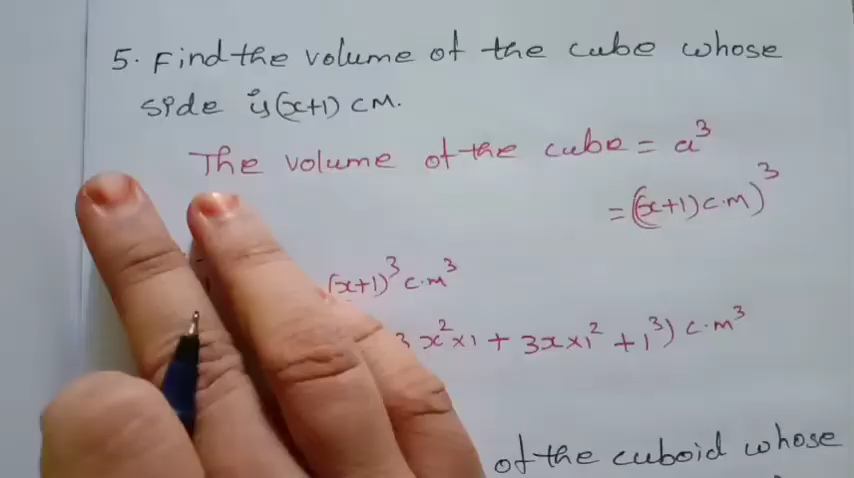 5. Find the volume of the cube whose
side is (x+1) cm.
The volume of the cube = a³
= (x+1) c.m)³
(x+1)³ c.m³
3x²×1 + 3x×1² + 1³) c.m³
of the cuboid whose